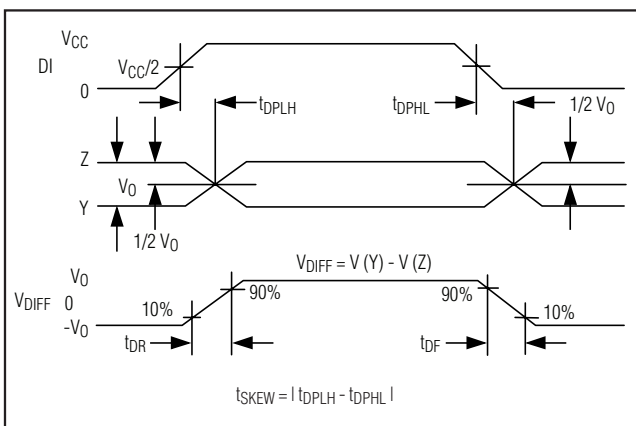 VCC
DI
VCC/2
0
tDPLH
tDPHL
1/2 VO
Z
VO
Y
1/2 VO
VDIFF = V (Y) - V (Z)
VO
VDIFF 0
-VO
10%
90%
90%
10%
tDR
tDF
tSKEW = | tDPLH - tDPHL |